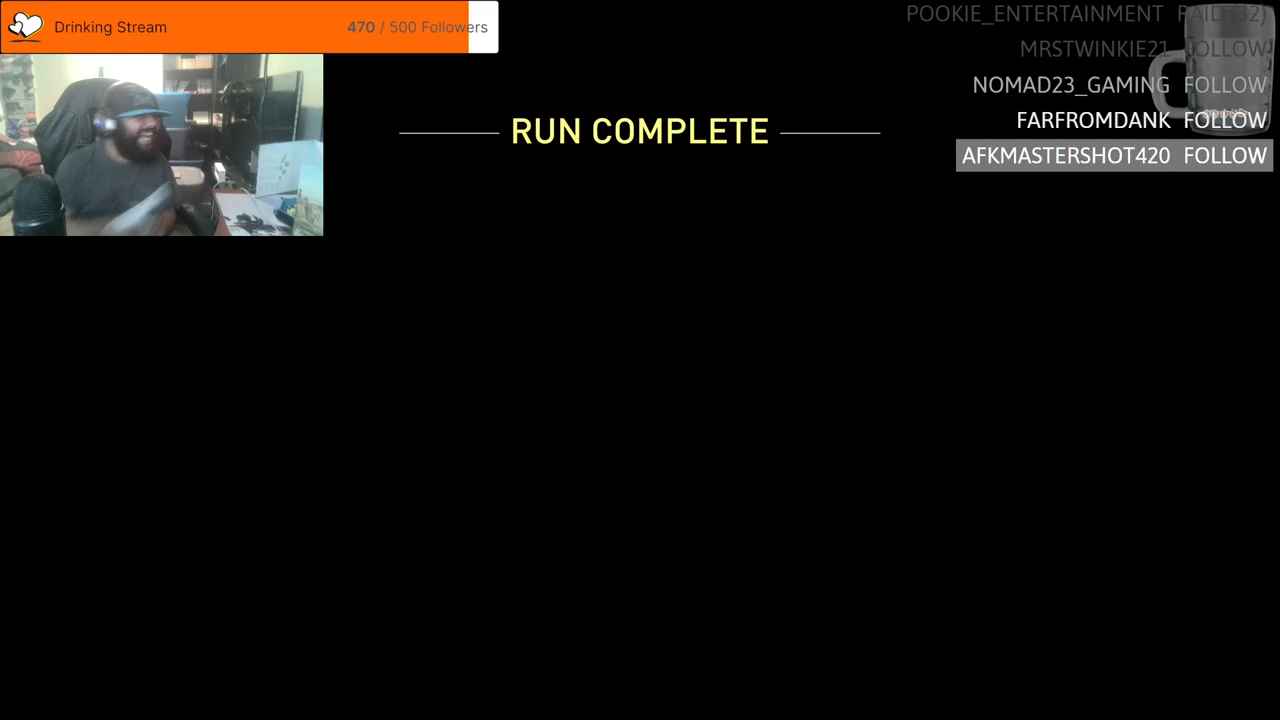 Drinking Stream
470 / 500 Followers
POOKIE_ENTERTAINMENT RAID (32)
MRSTWINKIE21 FOLLOW
NOMAD23_GAMING FOLLOW
FARFROMDANK FOLLOW
AFKMASTERSHOT420 FOLLOW
RUN COMPLETE